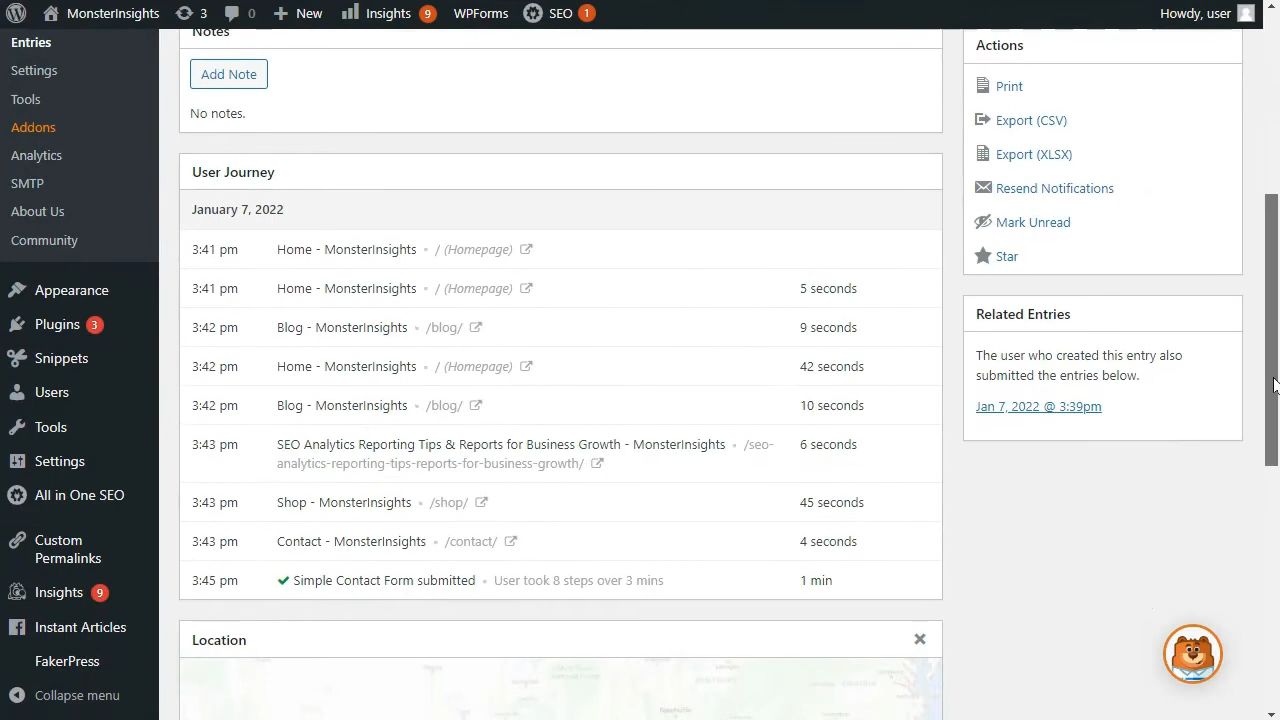 MonsterInsights 3 0 New Insights 9 WPForms SEO 1 Howdy, user
Entries
Settings
Tools
Addons
Analytics
SMTP
About Us
Community
Appearance
Plugins 3
Snippets
Users
Tools
Settings
All in One SEO
Custom
Permalinks
Insights 9
Instant Articles
FakerPress
Collapse menu
Notes
Add Note
No notes.
User Journey
January 7, 2022
3:41 pm Home - MonsterInsights • / (Homepage)
3:41 pm Home - MonsterInsights • / (Homepage) 5 seconds
3:42 pm Blog - MonsterInsights • /blog/ 9 seconds
3:42 pm Home - MonsterInsights • / (Homepage) 42 seconds
3:42 pm Blog - MonsterInsights • /blog/ 10 seconds
3:43 pm SEO Analytics Reporting Tips & Reports for Business Growth - MonsterInsights • /seo- 6 seconds
analytics-reporting-tips-reports-for-business-growth/
3:43 pm Shop - MonsterInsights • /shop/ 45 seconds
3:43 pm Contact - MonsterInsights • /contact/ 4 seconds
3:45 pm Simple Contact Form submitted • User took 8 steps over 3 mins 1 min
Location
Actions
Print
Export (CSV)
Export (XLSX)
Resend Notifications
Mark Unread
Star
Related Entries
The user who created this entry also
submitted the entries below.
Jan 7, 2022 @ 3:39pm